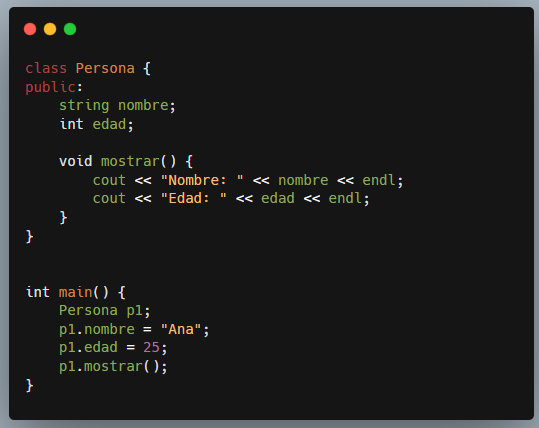 class Persona {
public:
    string nombre;
    int edad;

    void mostrar() {
        cout << "Nombre: " << nombre << endl;
        cout << "Edad: " << edad << endl;
    }
}


int main() {
    Persona p1;
    p1.nombre = "Ana";
    p1.edad = 25;
    p1.mostrar();
}